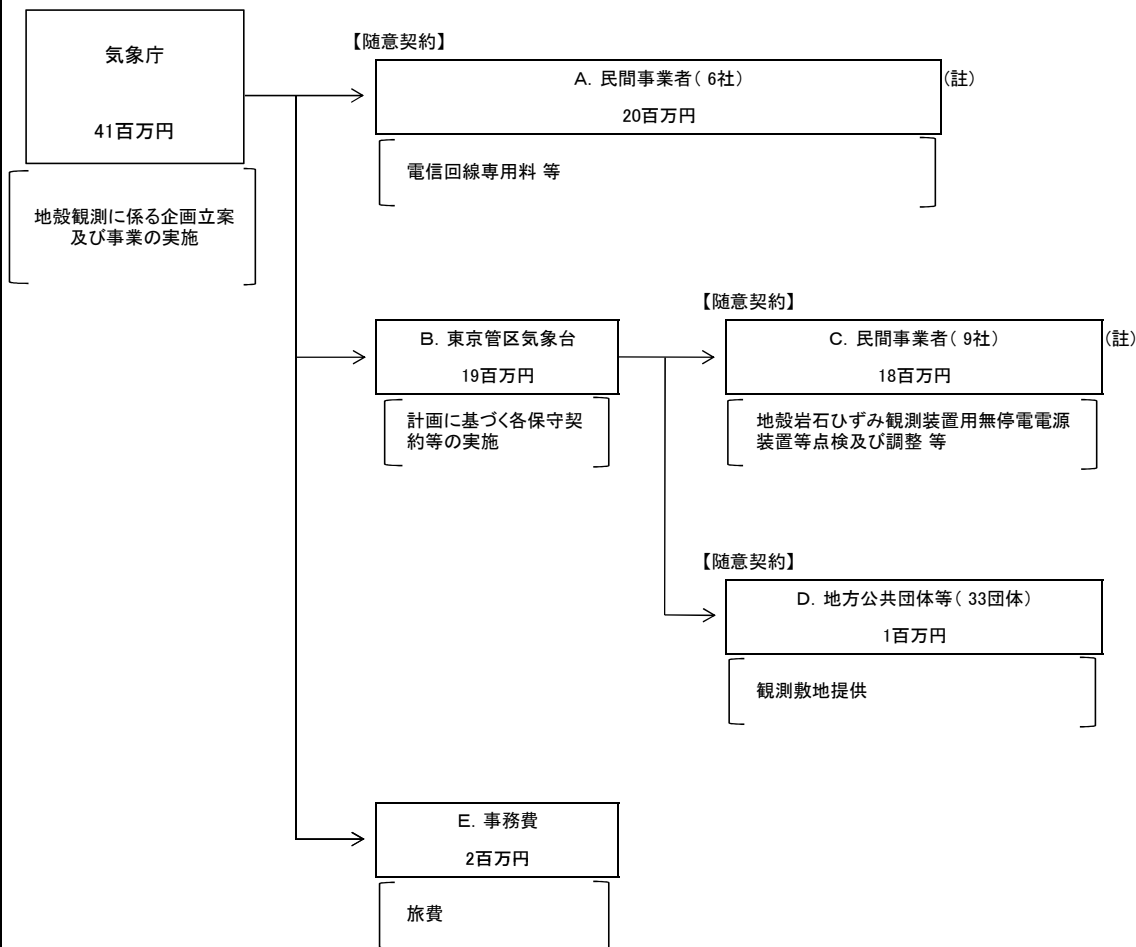 気象庁
41百万円
地殻観測に係る企画立案
及び事業の実施
【随意契約】
A. 民間事業者( 6社)
(註)
20百万円
電信回線専用料 等
B. 東京管区気象台
19百万円
計画に基づく各保守契
約等の実施
【随意契約】
C. 民間事業者( 9社)
(註)
18百万円
地殻岩石ひずみ観測装置用無停電電源
装置等点検及び調整 等
【随意契約】
D. 地方公共団体等( 33団体)
1百万円
観測敷地提供
E. 事務費
2百万円
旅費